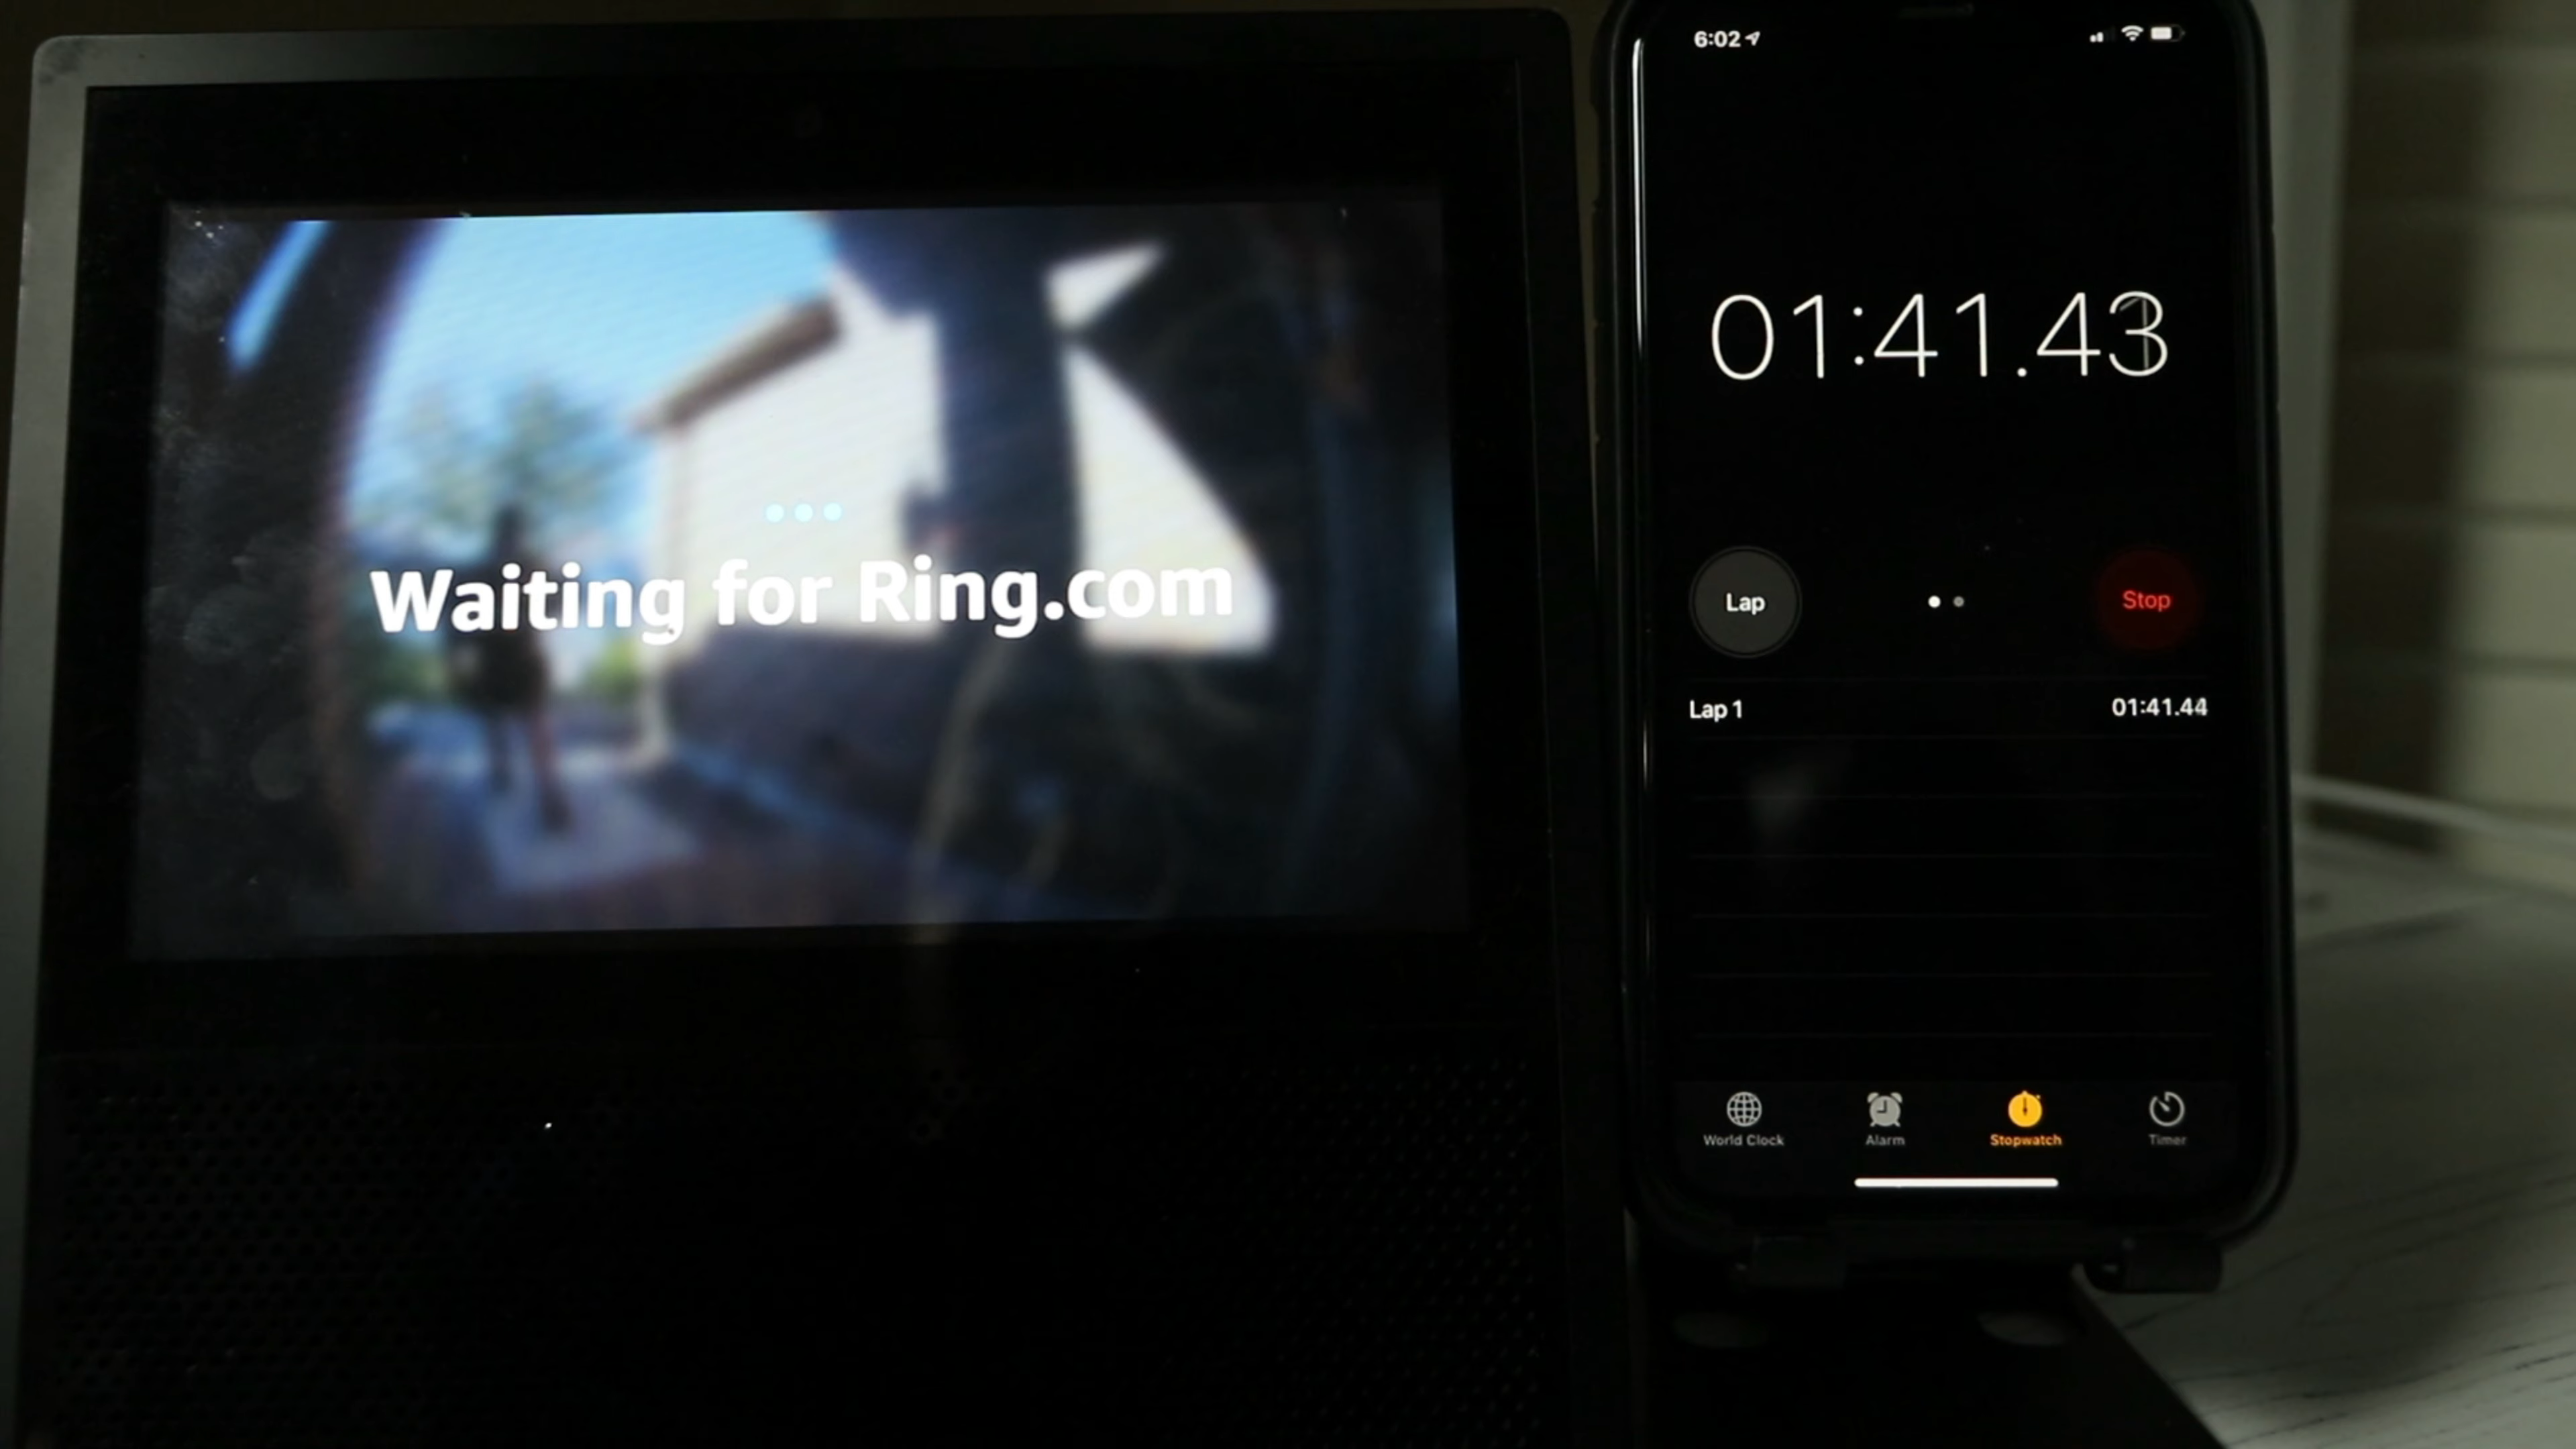 Waiting for Ring.com
6:02
01:41.43
Lap
Stop
Lap 1 01:41.44
World Clock Alarm Stopwatch Timer